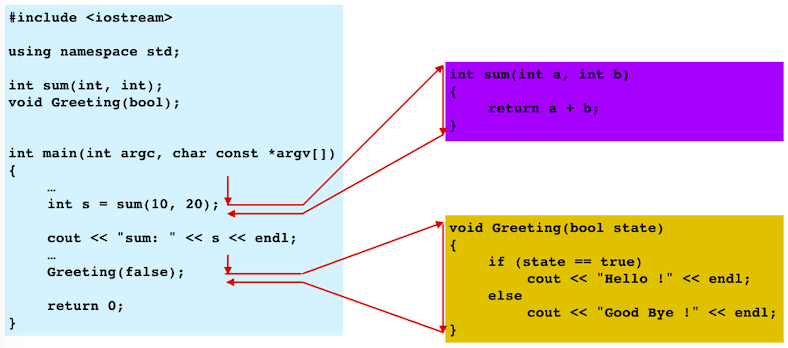 #include <iostream>
using namespace std;
int sum(int, int);
void Greeting(bool);
int main(int argc, char const *argv[])
{
…
int s = sum(10, 20);
cout << "sum: " << s << endl;
…
Greeting(false);
return 0;
}
int sum(int a, int b)
{
return a + b;
}
void Greeting(bool state)
{
if (state == true)
cout << "Hello !" << endl;
else
cout << "Good Bye !" << endl;
}